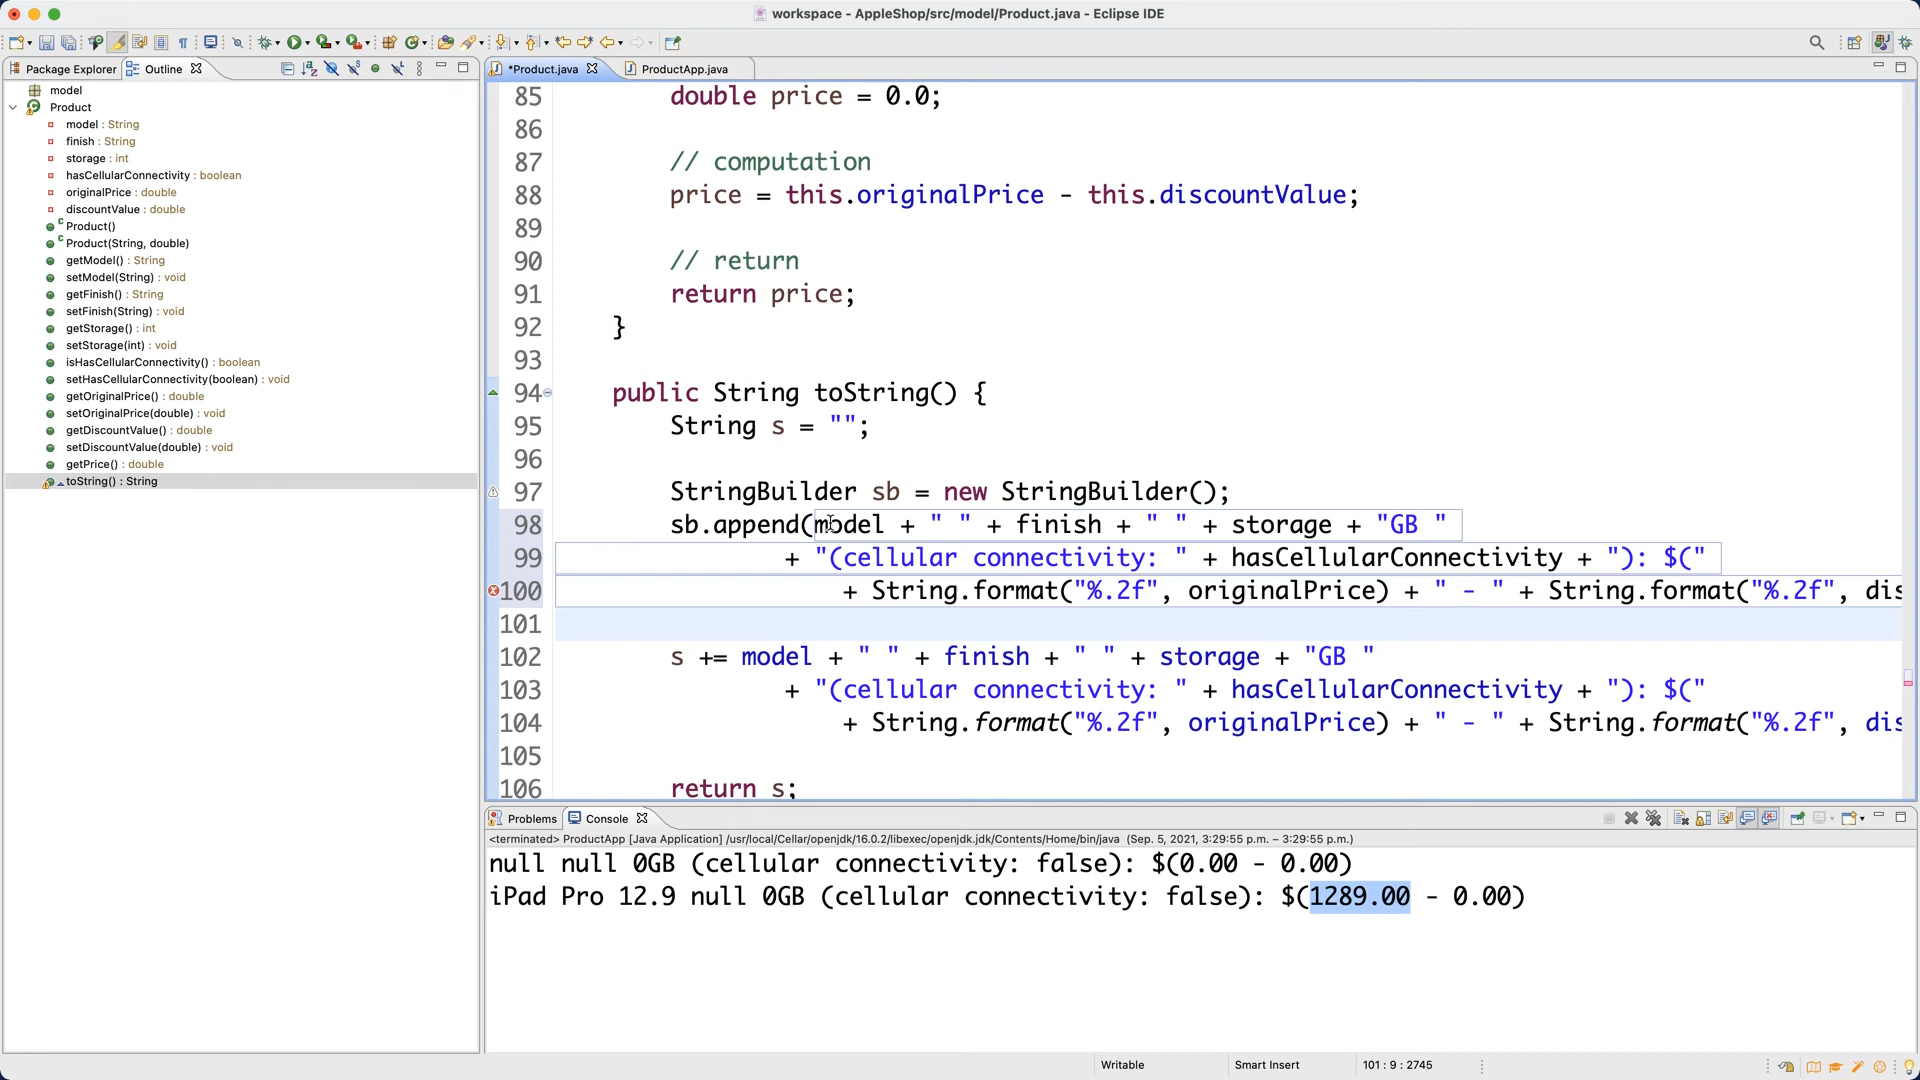 workspace - AppleShop/src/model/Product.java - Eclipse IDE
Package Explorer
Outline
*Product.java
ProductApp.java
model
Product
model : String
finish : String
storage : int
hasCellularConnectivity : boolean
originalPrice : double
discountValue : double
Product()
Product(String, double)
getModel() : String
setModel(String) : void
getFinish() : String
setFinish(String) : void
getStorage() : int
setStorage(int) : void
isHasCellularConnectivity() : boolean
setHasCellularConnectivity(boolean) : void
getOriginalPrice() : double
setOriginalPrice(double) : void
getDiscountValue() : double
setDiscountValue(double) : void
getPrice() : double
toString() : String
85 double price = 0.0;
86
87 // computation
88 price = this.originalPrice - this.discountValue;
89
90 // return
91 return price;
92 }
93
94 public String toString() {
95 String s = "";
96
97 StringBuilder sb = new StringBuilder();
98 sb.append(model + " " + finish + " " + storage + "GB "
99 + "(cellular connectivity: " + hasCellularConnectivity + "): $("
100 + String.format("%.2f", originalPrice) + " - " + String.format("%.2f", dis
101
102 s += model + " " + finish + " " + storage + "GB "
103 + "(cellular connectivity: " + hasCellularConnectivity + "): $("
104 + String.format("%.2f", originalPrice) + " - " + String.format("%.2f", dis
105
106 return s;
Problems
Console
<terminated> ProductApp [Java Application] /usr/local/Cellar/openjdk/16.0.2/libexec/openjdk.jdk/Contents/Home/bin/java (Sep. 5, 2021, 3:29:55 p.m. – 3:29:55 p.m.)
null null 0GB (cellular connectivity: false): $(0.00 - 0.00)
iPad Pro 12.9 null 0GB (cellular connectivity: false): $(1289.00 - 0.00)
Writable
Smart Insert
101 : 9 : 2745